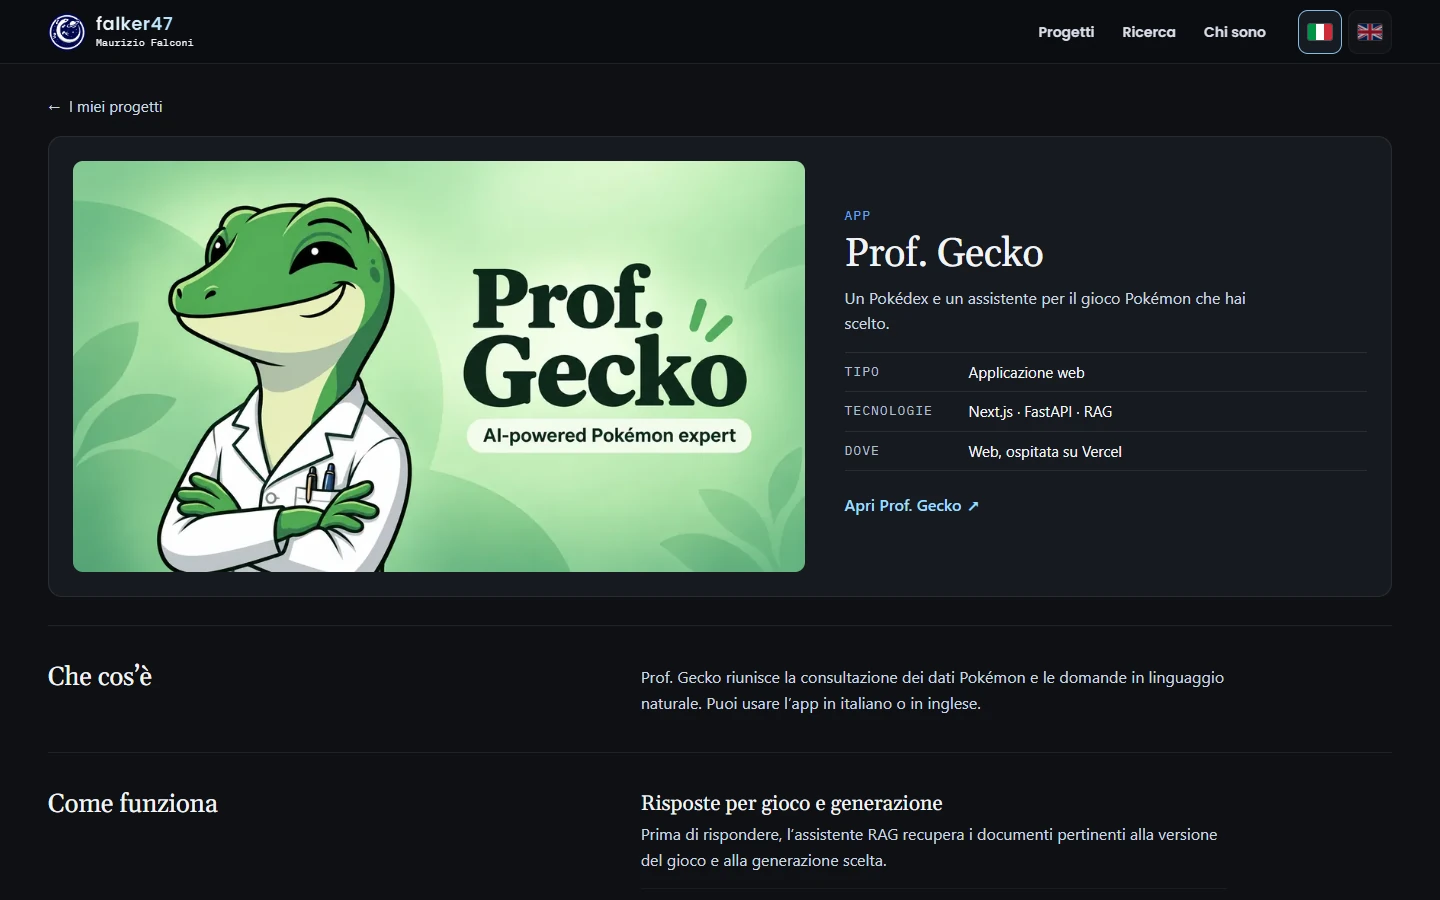 falker47
Maurizio Falconi
Progetti
Ricerca
Chi sono
← I miei progetti
Prof.
Gecko
AI-powered Pokémon expert
APP
Prof. Gecko
Un Pokédex e un assistente per il gioco Pokémon che hai
scelto.
TIPO Applicazione web
TECNOLOGIE Next.js · FastAPI · RAG
DOVE Web, ospitata su Vercel
Apri Prof. Gecko ↗
Che cos’è
Prof. Gecko riunisce la consultazione dei dati Pokémon e le domande in linguaggio
naturale. Puoi usare l’app in italiano o in inglese.
Come funziona
Risposte per gioco e generazione
Prima di rispondere, l’assistente RAG recupera i documenti pertinenti alla versione
del gioco e alla generazione scelta.